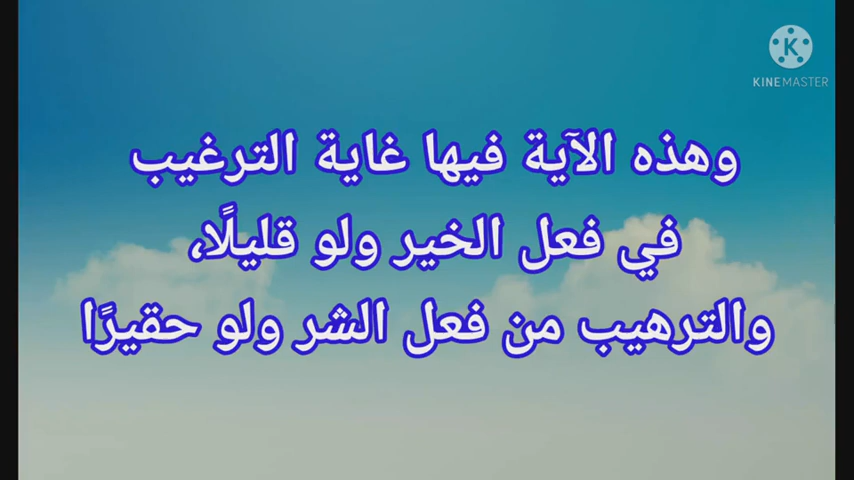 KINEMASTER
وهذه الآية فيها غاية الترغيب
في فعل الخير ولو قليلًا،
والترهيب من فعل الشر ولو حقيرًا